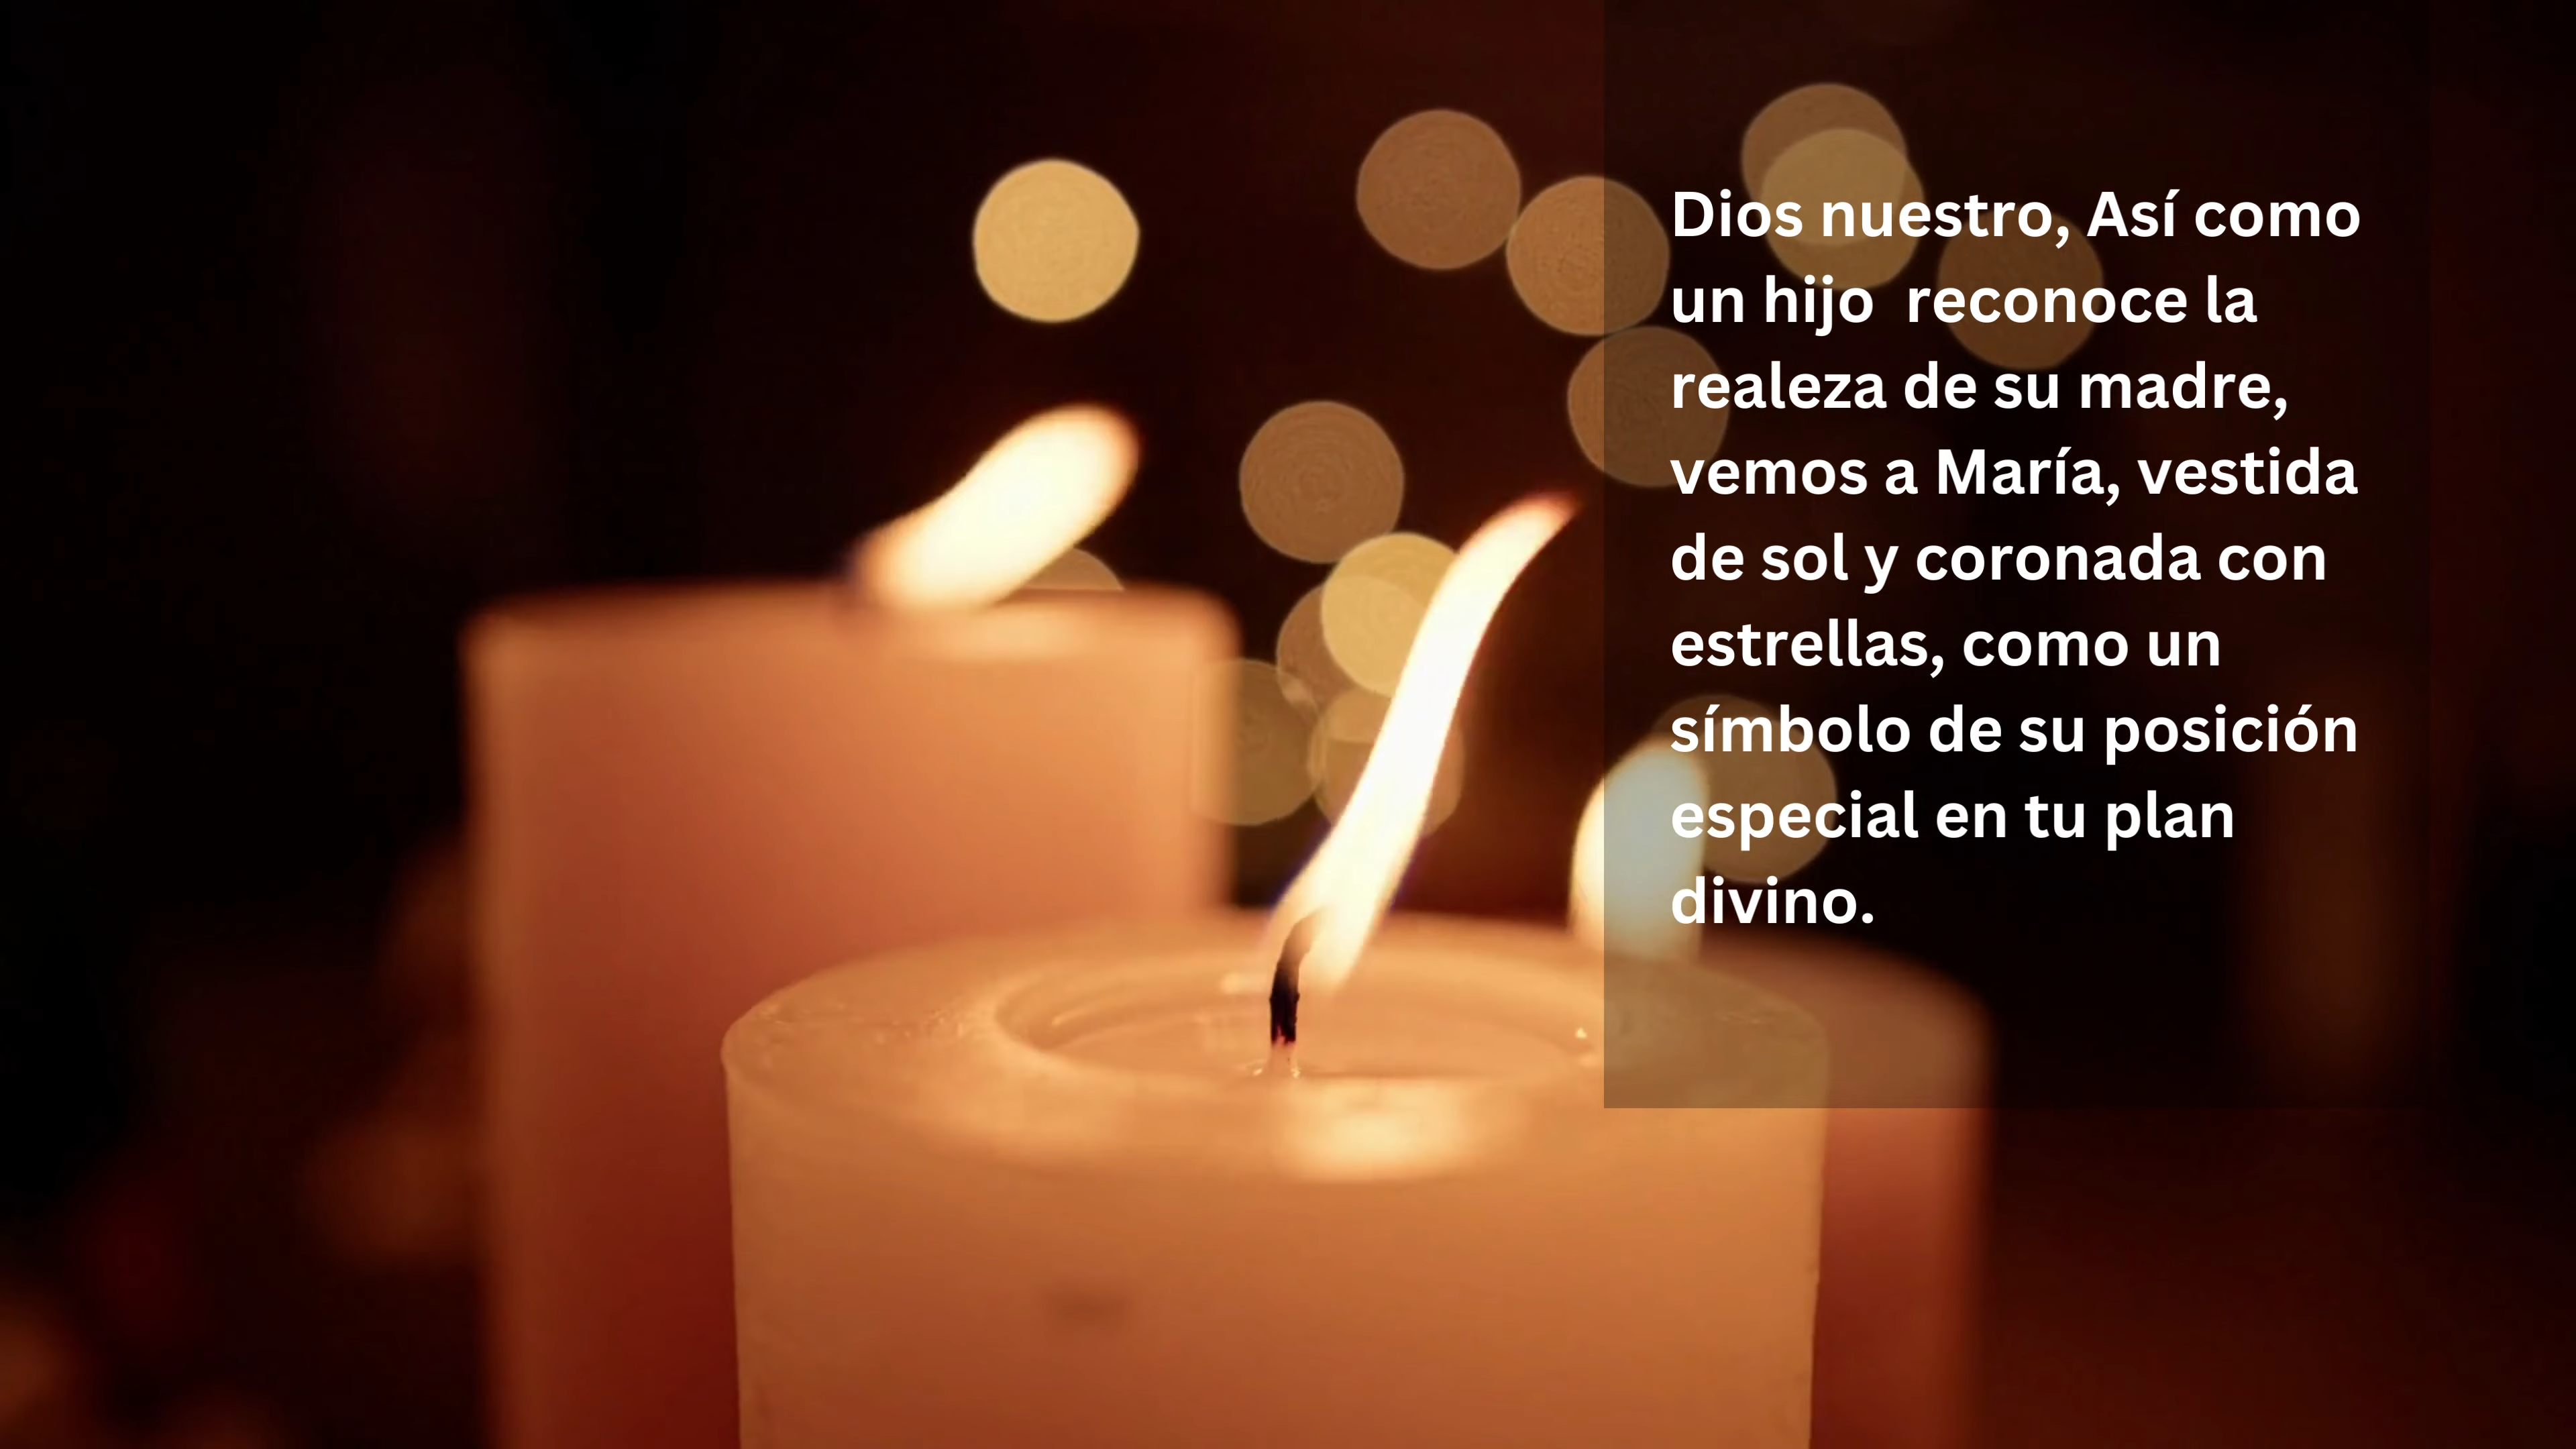 Dios nuestro, Así como
un hijo  reconoce la
realeza de su madre,
vemos a María, vestida
de sol y coronada con
estrellas, como un
símbolo de su posición
especial en tu plan
divino.